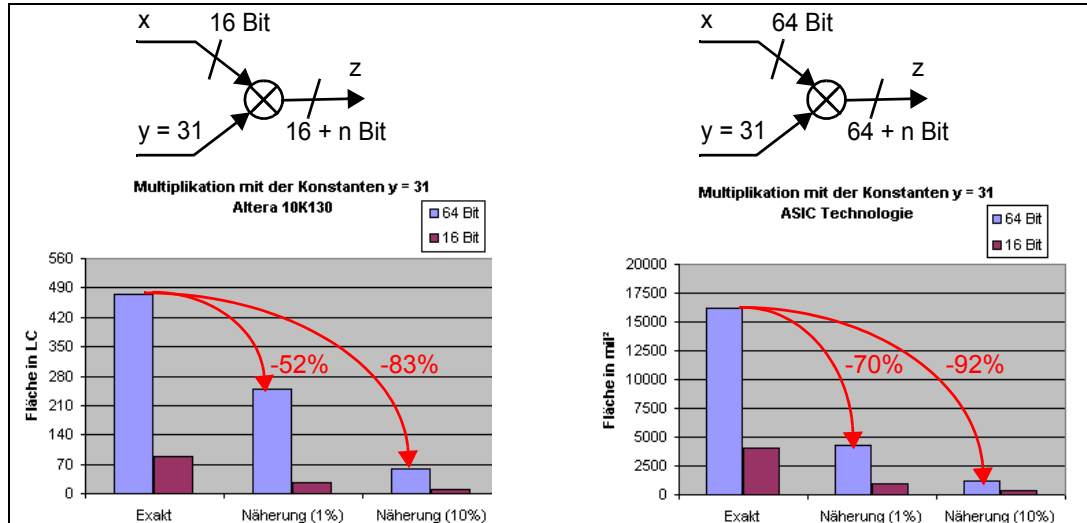 x
16 Bit
z
y = 31
16 + n Bit
Multiplikation mit der Konstanten y = 31
Altera 10K130
64 Bit
16 Bit
Fläche in LC
560
490
420
350
280
210
140
70
0
-52%
-83%
Exakt
Näherung (1%)
Näherung (10%)
x
64 Bit
z
y = 31
64 + n Bit
Multiplikation mit der Konstanten y = 31
ASIC Technologie
64 Bit
16 Bit
Fläche in mil²
20000
17500
15000
12500
10000
7500
5000
2500
0
-70%
-92%
Exakt
Näherung (1%)
Näherung (10%)